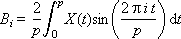 B_i = \frac{2}{p} \int_0^p X(t) \sin\left(\frac{2 \pi i t}{p}\right) dt